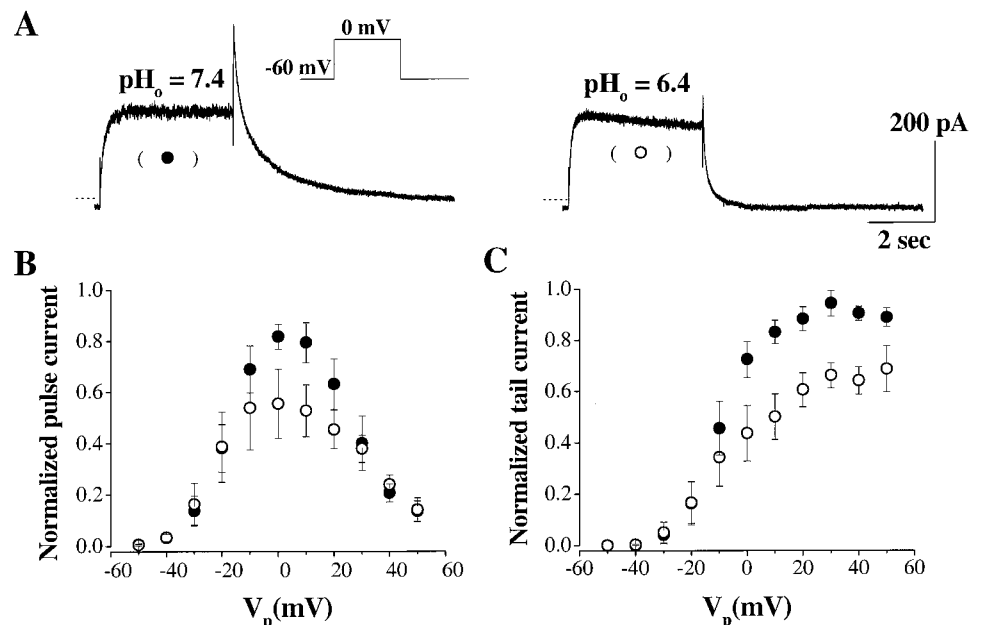 A
0 mV
-60 mV
pHo = 7.4
( ● )
pHo = 6.4
( ○ )
200 pA
2 sec
B
Normalized pulse current
1.0
0.8
0.6
0.4
0.2
0.0
-60 -40 -20 0 20 40 60
Vp(mV)
C
Normalized tail current
1.0
0.8
0.6
0.4
0.2
0.0
-60 -40 -20 0 20 40 60
Vp(mV)